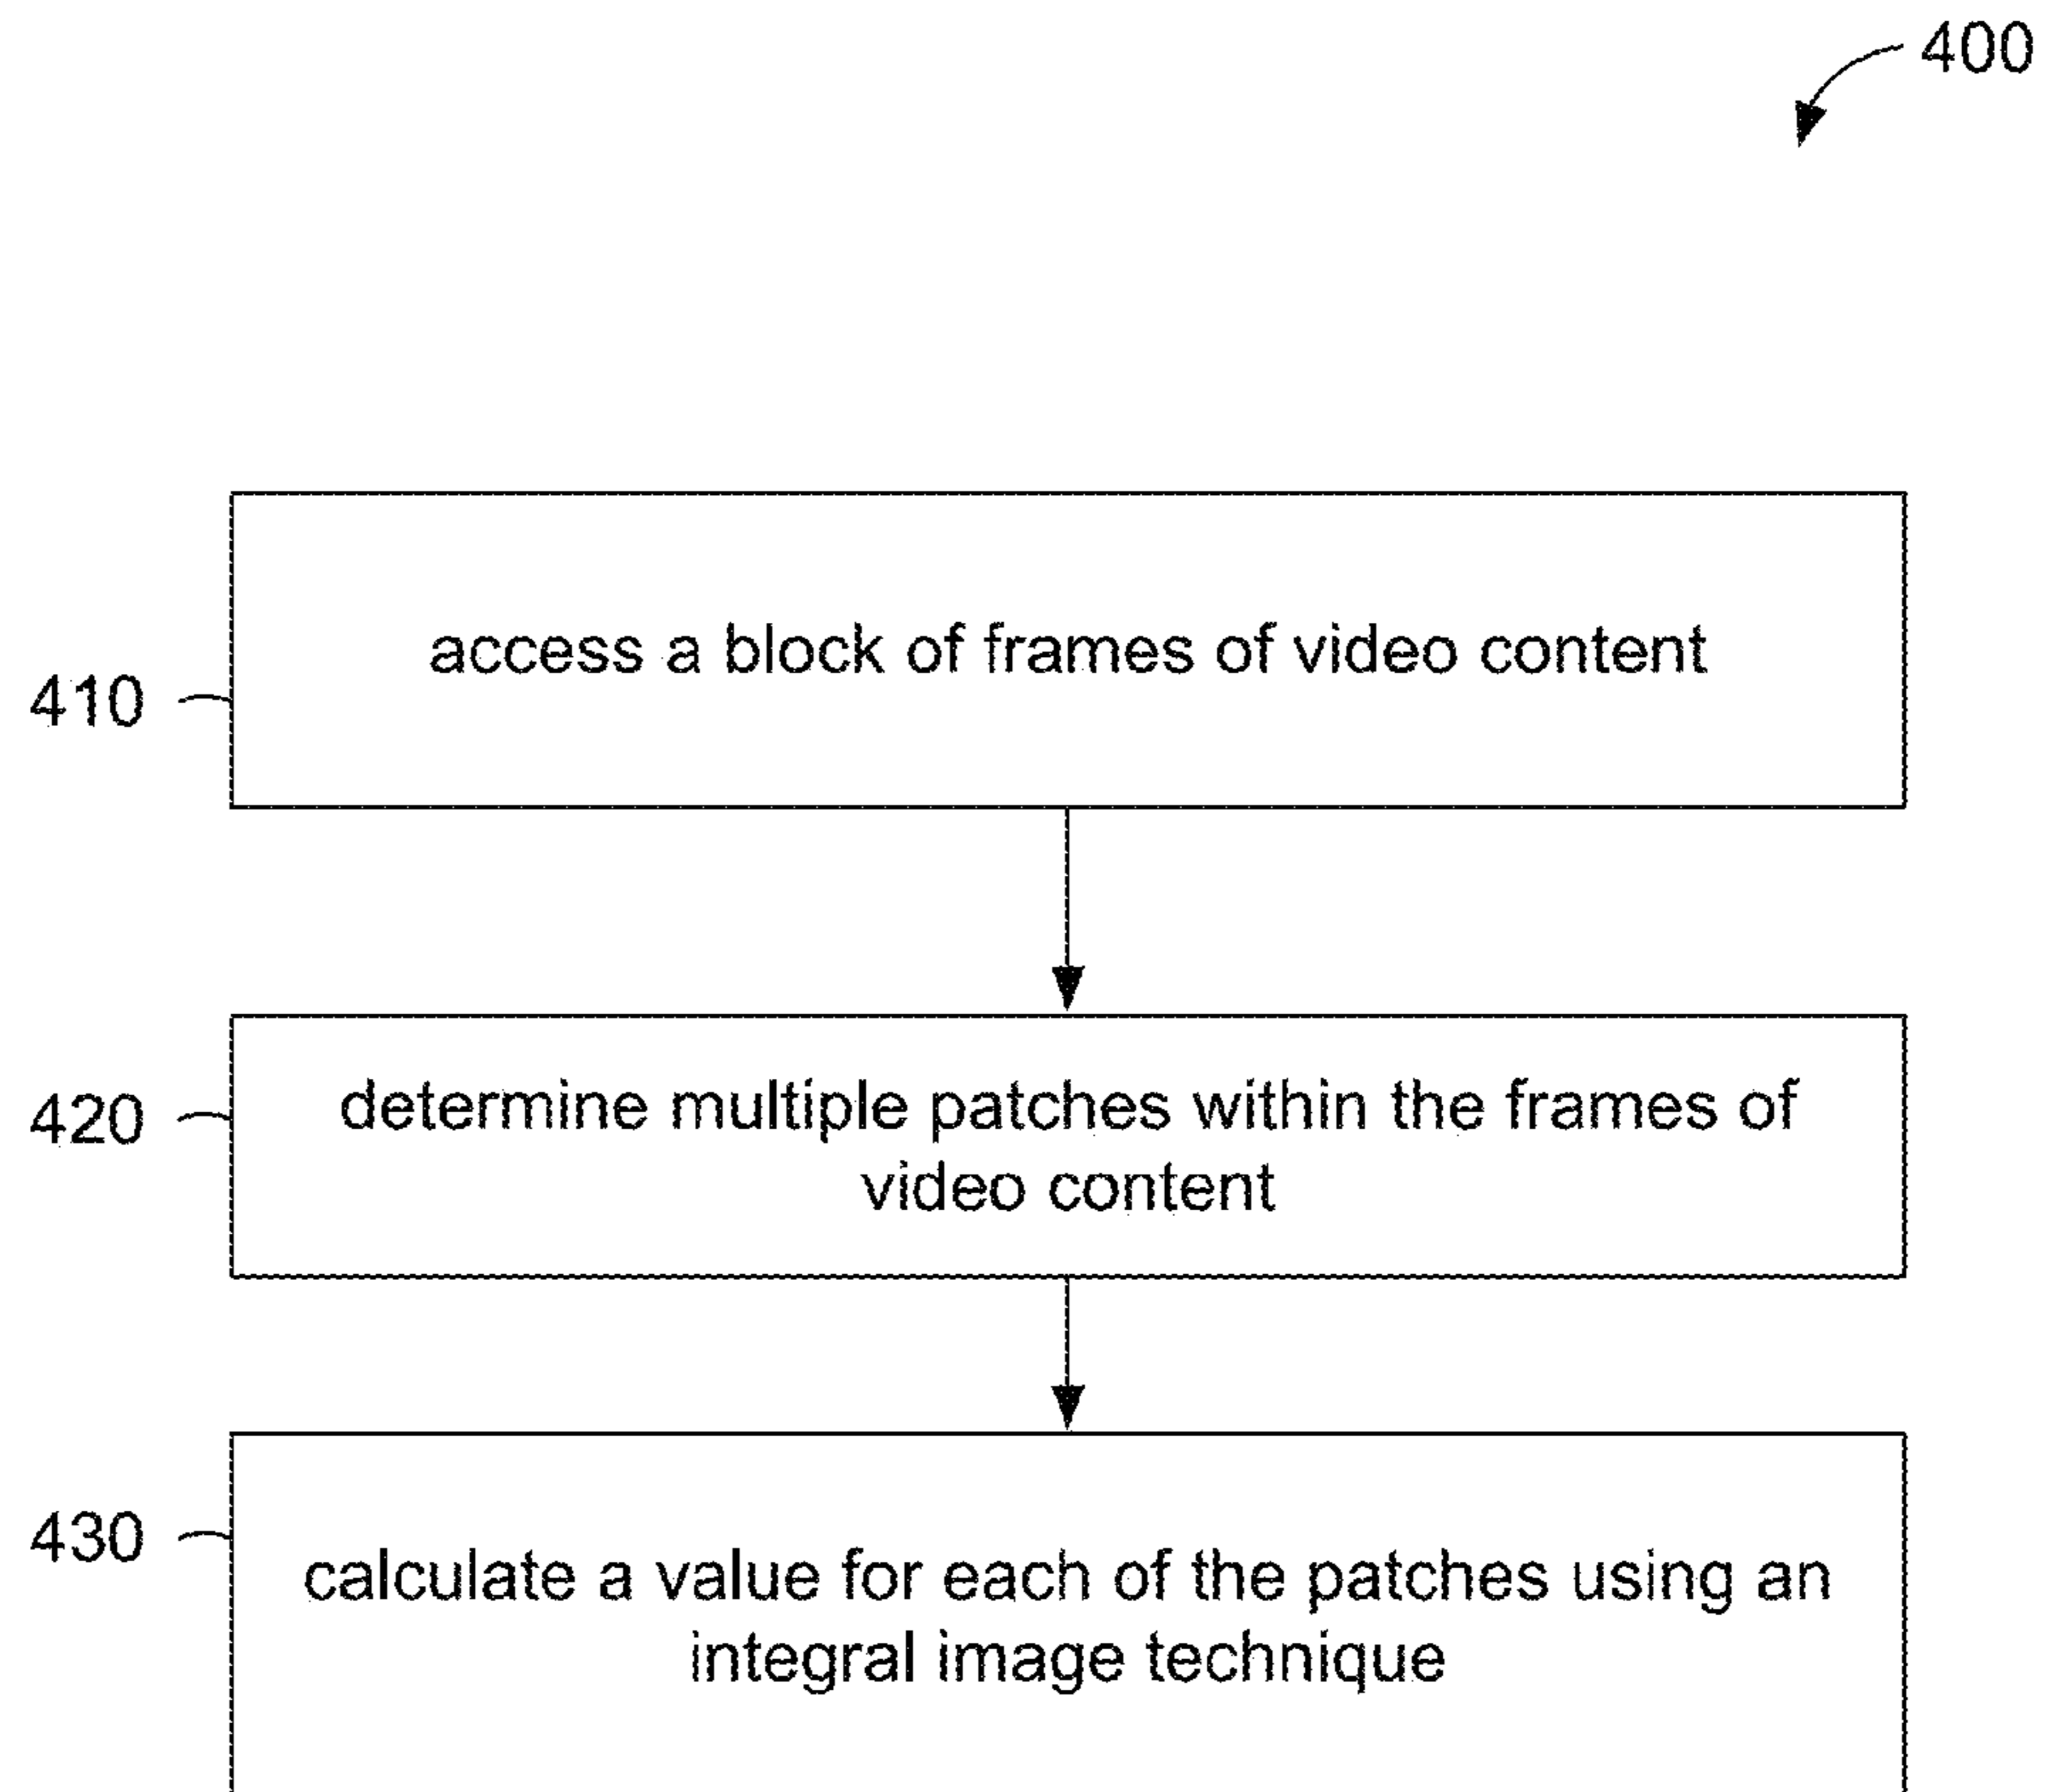 400
access a block of frames of video content
410
determine multiple patches within the frames of
video content
420
430
calculate a value for each of the patches using an
integral image technique